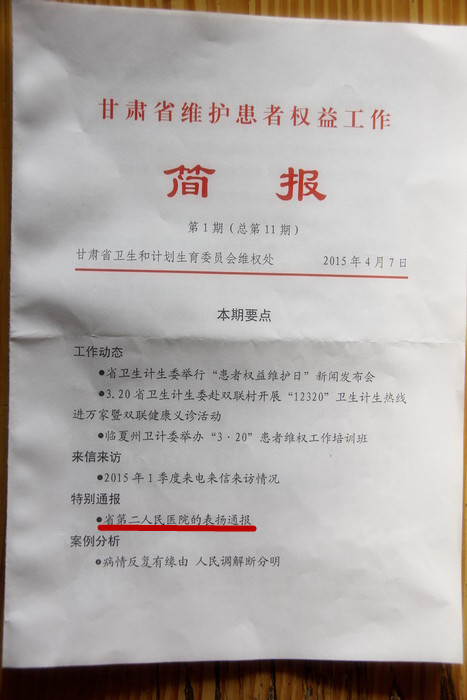 甘肃省维护患者权益工作
简 报
第1期（总第11期）
甘肃省卫生和计划生育委员会维权处 2015年4月7日
本期要点
工作动态
●省卫生计生委举行“患者权益维护日”新闻发布会
●3.20省卫生计生委赴双联村开展“12320”卫生计生热线
进万家暨双联健康义诊活动
●临夏州卫计委举办“3·20”患者维权工作培训班
来信来访
●2015年1季度来电来信来访情况
特别通报
●省第二人民医院的表扬通报
案例分析
●病情反复有缘由 人民调解断分明